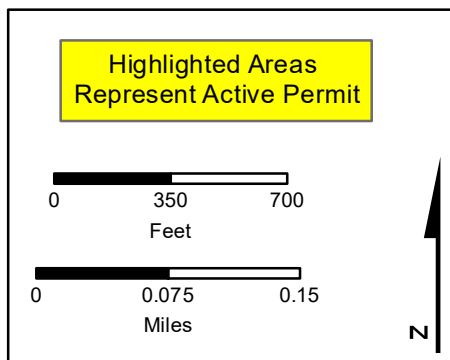 Highlighted Areas
Represent Active Permit
0 350 700
Feet
0 0.075 0.15
Miles
N